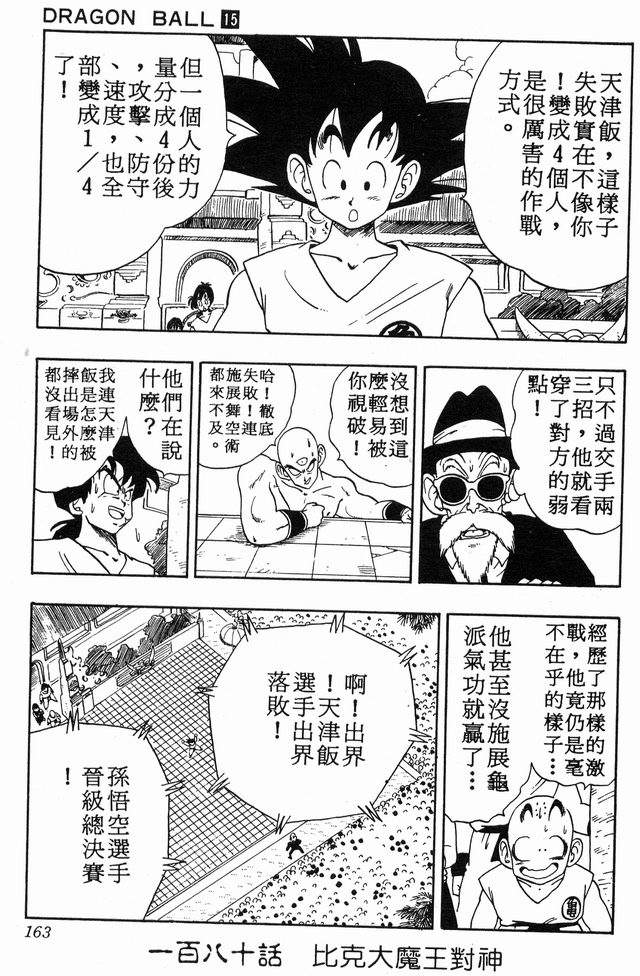 DRAGON BALL 15
天津飯，這樣子
失敗實在不像你
！變成4個人，
是很厲害的作戰
方式。
但一個人的力
量分成4份後
，攻擊、防守
、速度，也全
部變成1／4
了！
只不過交手兩
三招，他就看
穿了對方的弱
點！
沒想到這
麼輕易被
你視破！
哈！徹底
失敗！連
施展舞空術
都來不及。
他們在說
什麼？
我連天津
飯是怎麼被
摔出場外的
都沒看見！
經歷了那樣的激
戰，他竟仍是毫
不在乎的樣子…
他甚至沒施展龜
派氣功就贏了…
啊！出界
！天津飯
選手出界
落敗！
孫悟空選手
晉級總決賽
！
龜
163
一百八十話　比克大魔王對神